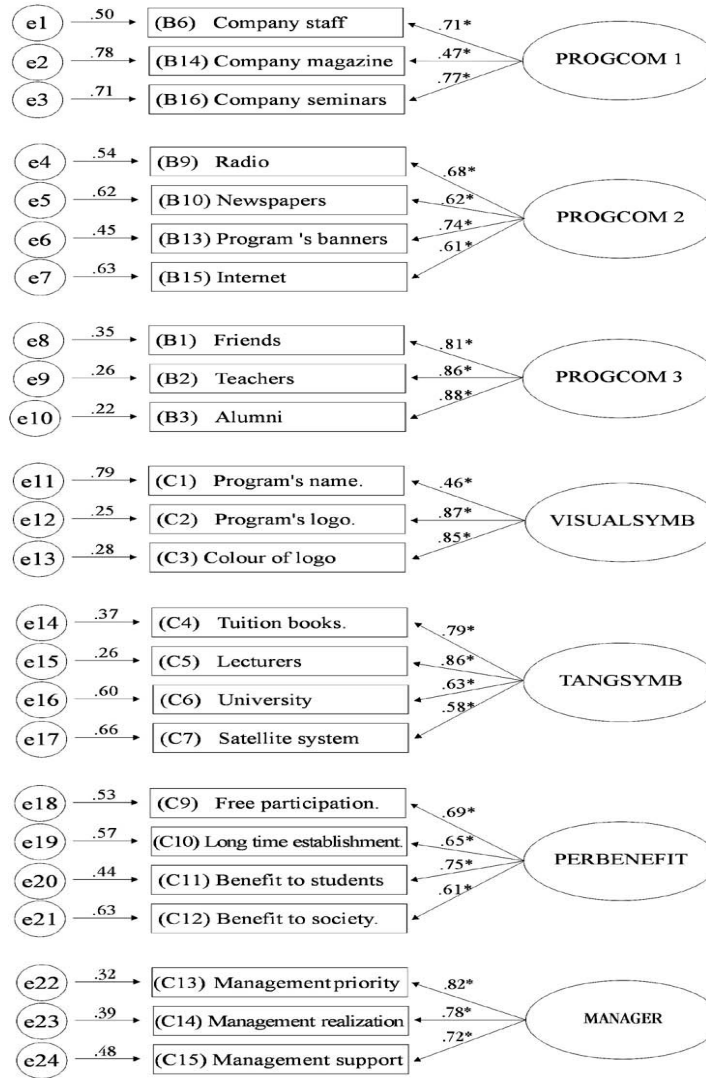 e1 .50 (B6) Company staff .71*
e2 .78 (B14) Company magazine .47* PROGCOM 1
e3 .71 (B16) Company seminars .77*
e4 .54 (B9) Radio .68*
e5 .62 (B10) Newspapers .62*
PROGCOM 2
e6 .45 (B13) Program 's banners .74*
e7 .63 (B15) Internet .61*
e8 .35 (B1) Friends .81*
e9 .26 (B2) Teachers .86* PROGCOM 3
e10 .22 (B3) Alumni .88*
e11 .79 (C1) Program's name. .46*
e12 .25 (C2) Program's logo. .87* VISUALSYMB
e13 .28 (C3) Colour of logo .85*
e14 .37 (C4) Tuition books. .79*
e15 .26 (C5) Lecturers .86*
TANGSYMB
e16 .60 (C6) University .63*
e17 .66 (C7) Satellite system .58*
e18 .53 (C9) Free participation. .69*
e19 .57 (C10) Long time establishment. .65*
PERBENEFIT
e20 .44 (C11) Benefit to students .75*
e21 .63 (C12) Benefit to society. .61*
e22 .32 (C13) Management priority .82*
e23 .39 (C14) Management realization .78* MANAGER
e24 .48 (C15) Management support .72*